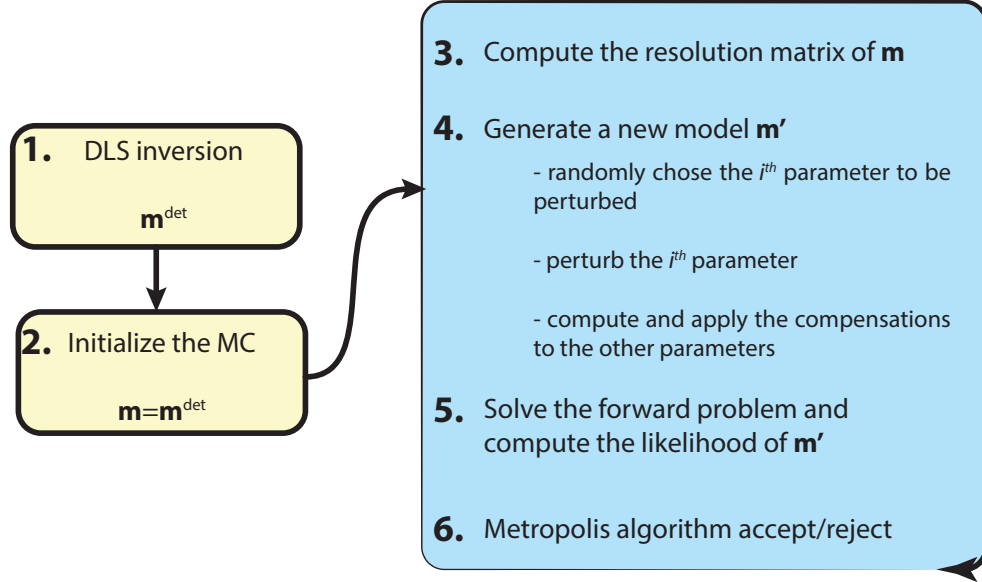 1. DLS inversion
m^det
2. Initialize the MC
m=m^det
3. Compute the resolution matrix of m
4. Generate a new model m′
- randomly chose the i^th parameter to be
perturbed
- perturb the i^th parameter
- compute and apply the compensations
to the other parameters
5. Solve the forward problem and
compute the likelihood of m′
6. Metropolis algorithm accept/reject